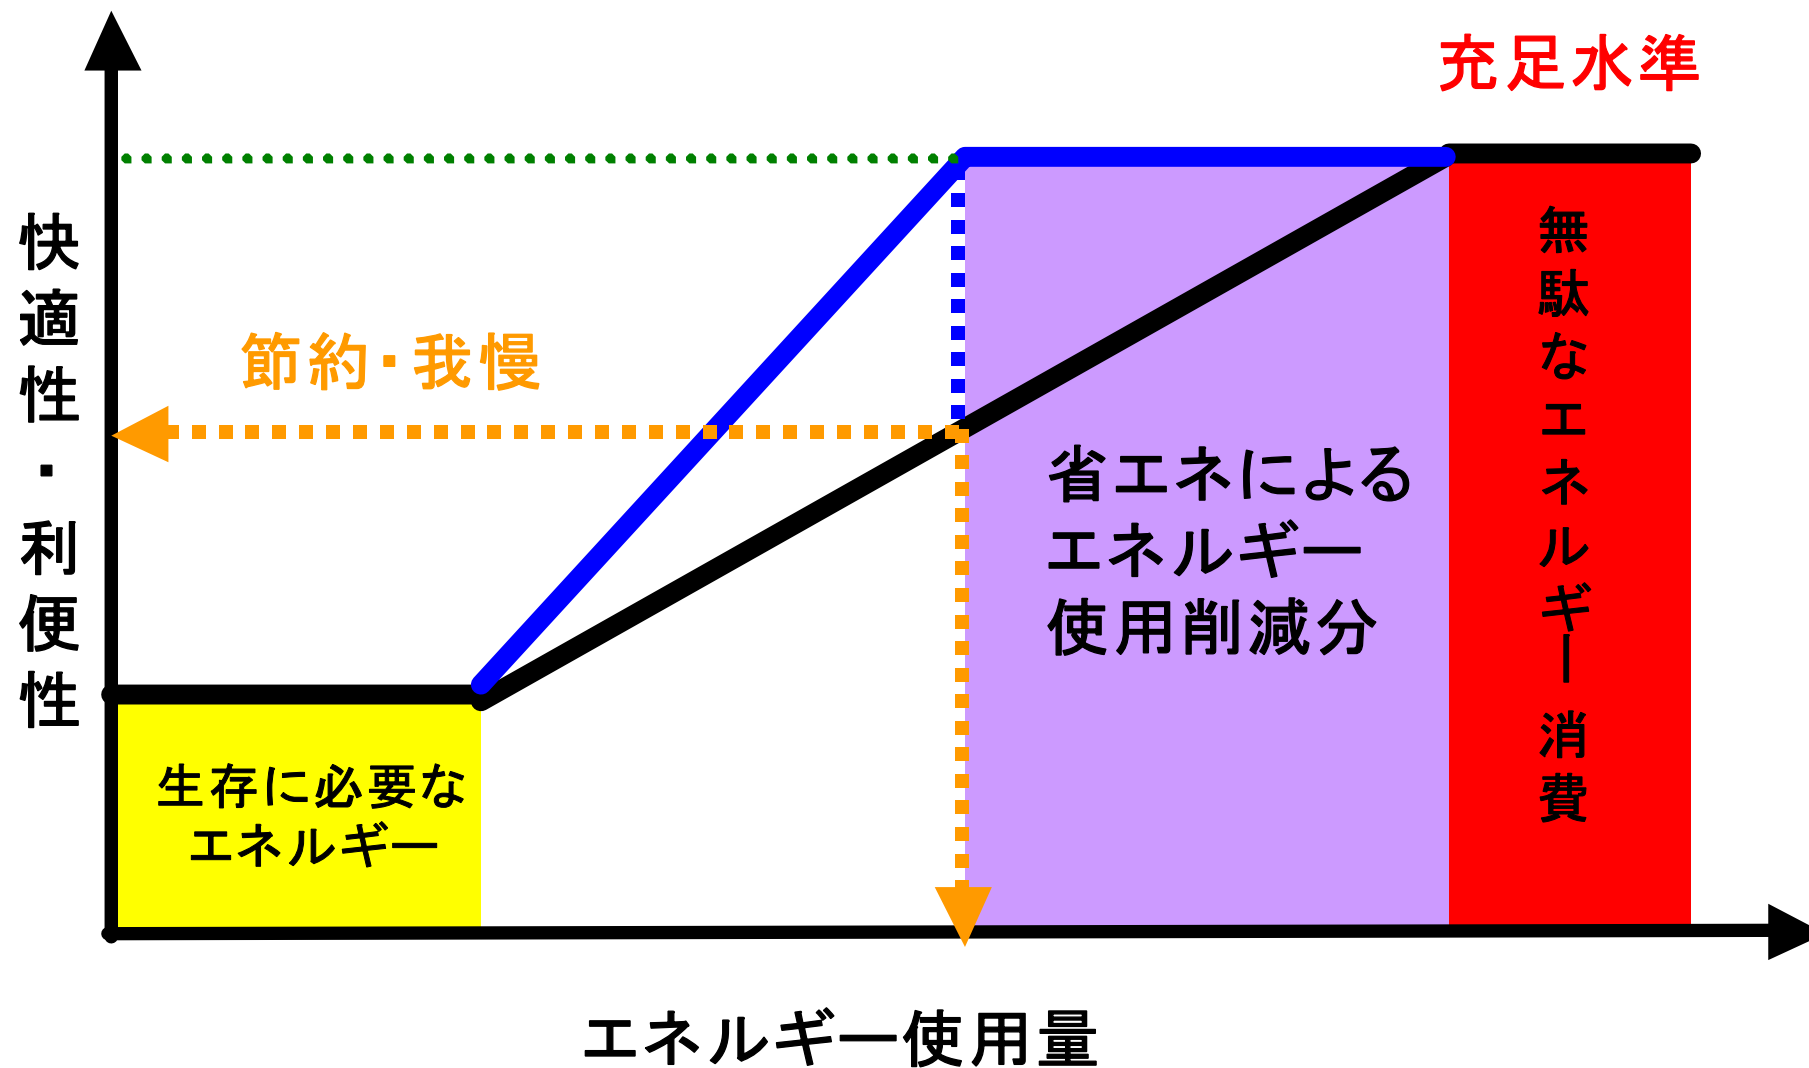 充足水準
快適性・利便性
節約・我慢
無駄なエネルギー消費
省エネによる
エネルギー
使用削減分
生存に必要な
エネルギー
エネルギー使用量